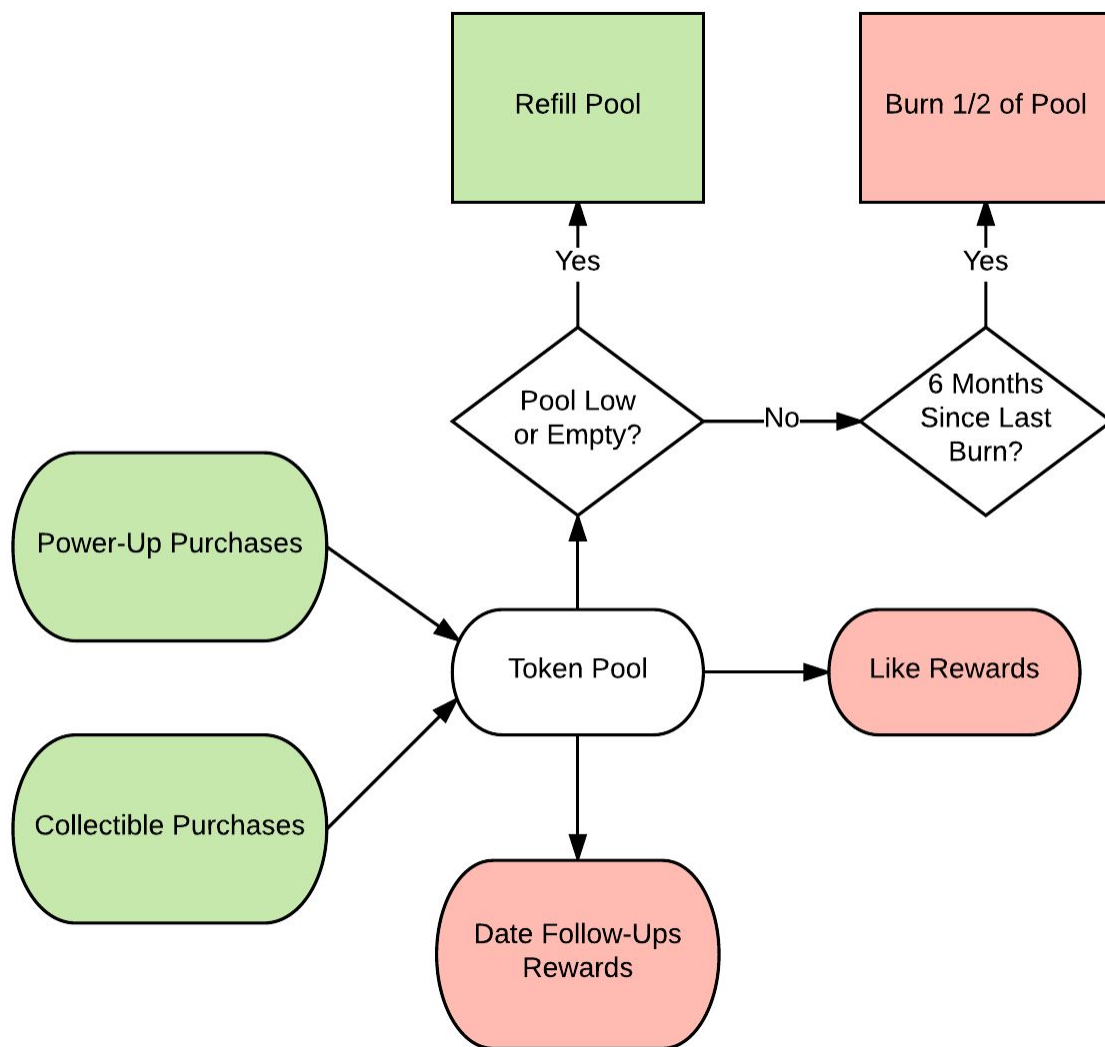 Refill Pool
Burn 1/2 of Pool
Yes
Yes
Pool Low
or Empty?
No
6 Months
Since Last
Burn?
Power-Up Purchases
Token Pool
Like Rewards
Collectible Purchases
Date Follow-Ups
Rewards